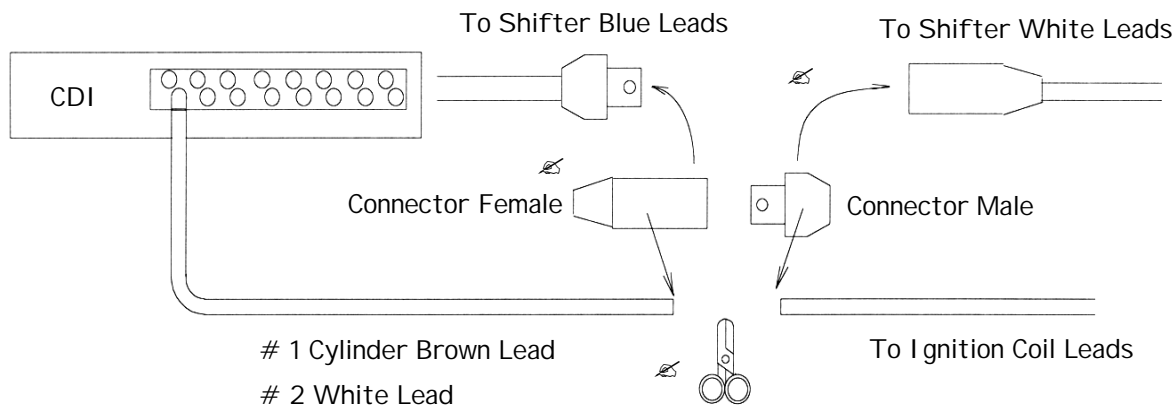 To Shifter Blue Leads
To Shifter White Leads
CDI
Connector Female
Connector Male
# 1 Cylinder Brown Lead
# 2 White Lead
To Ignition Coil Leads